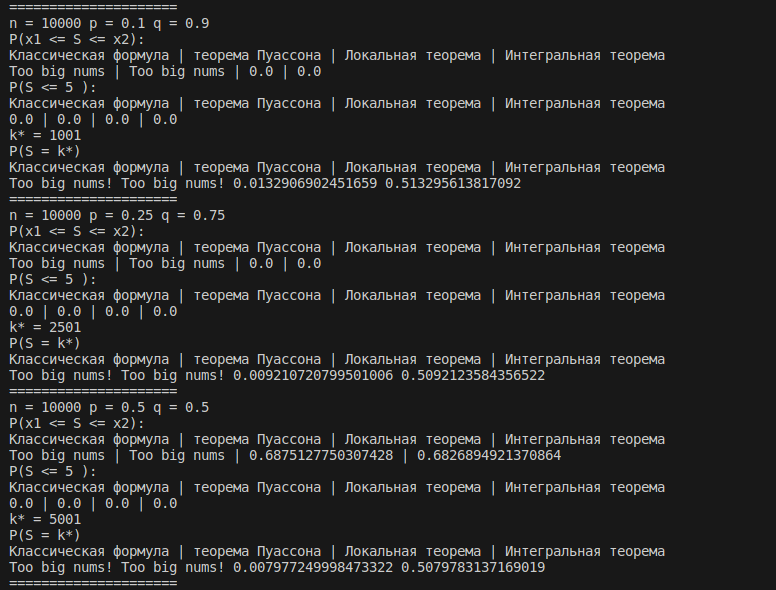 =====================
n = 10000 p = 0.1 q = 0.9
P(x1 <= S <= x2):
Классическая формула | теорема Пуассона | Локальная теорема | Интегральная теорема
Too big nums | Too big nums | 0.0 | 0.0
P(S <= 5 ):
Классическая формула | теорема Пуассона | Локальная теорема | Интегральная теорема
0.0 | 0.0 | 0.0 | 0.0
k* = 1001
P(S = k*)
Классическая формула | теорема Пуассона | Локальная теорема | Интегральная теорема
Too big nums! Too big nums! 0.0132906902451659 0.513295613817092
=====================
n = 10000 p = 0.25 q = 0.75
P(x1 <= S <= x2):
Классическая формула | теорема Пуассона | Локальная теорема | Интегральная теорема
Too big nums | Too big nums | 0.0 | 0.0
P(S <= 5 ):
Классическая формула | теорема Пуассона | Локальная теорема | Интегральная теорема
0.0 | 0.0 | 0.0 | 0.0
k* = 2501
P(S = k*)
Классическая формула | теорема Пуассона | Локальная теорема | Интегральная теорема
Too big nums! Too big nums! 0.009210720799501006 0.5092123584356522
=====================
n = 10000 p = 0.5 q = 0.5
P(x1 <= S <= x2):
Классическая формула | теорема Пуассона | Локальная теорема | Интегральная теорема
Too big nums | Too big nums | 0.6875127750307428 | 0.6826894921370864
P(S <= 5 ):
Классическая формула | теорема Пуассона | Локальная теорема | Интегральная теорема
0.0 | 0.0 | 0.0 | 0.0
k* = 5001
P(S = k*)
Классическая формула | теорема Пуассона | Локальная теорема | Интегральная теорема
Too big nums! Too big nums! 0.007977249998473322 0.5079783137169019
=====================